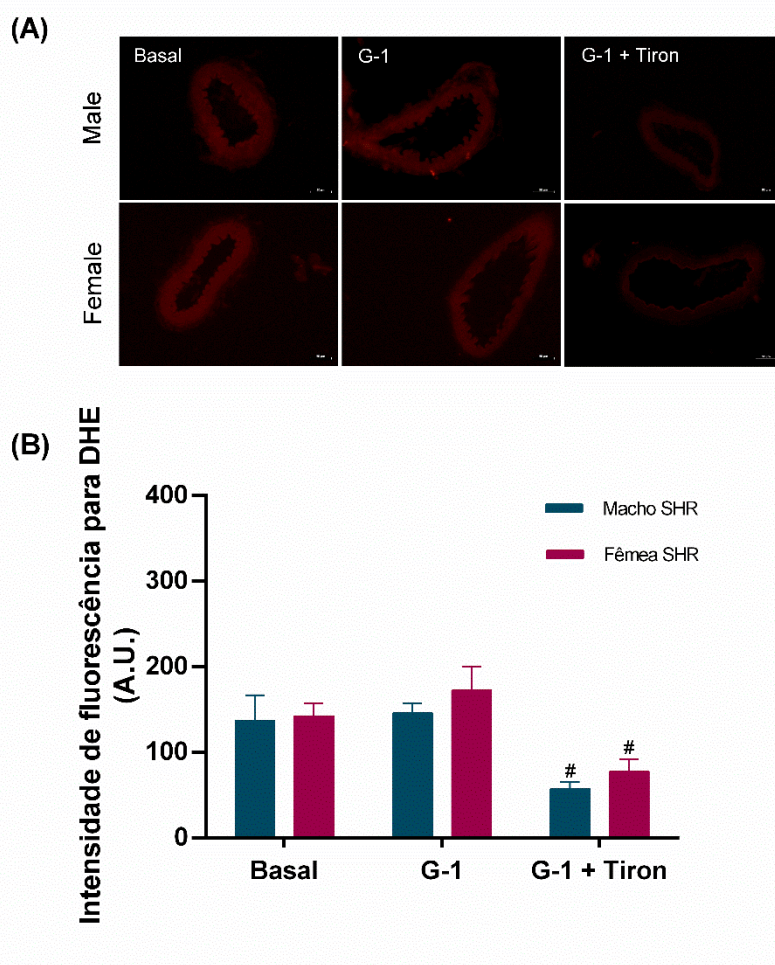 (A)
Basal
G-1
G-1 + Tiron
Male
Female
(B)
Intensidade de fluorescência para DHE
(A.U.)
400
300
200
100
0
Macho SHR
Fêmea SHR
#
#
Basal
G-1
G-1 + Tiron